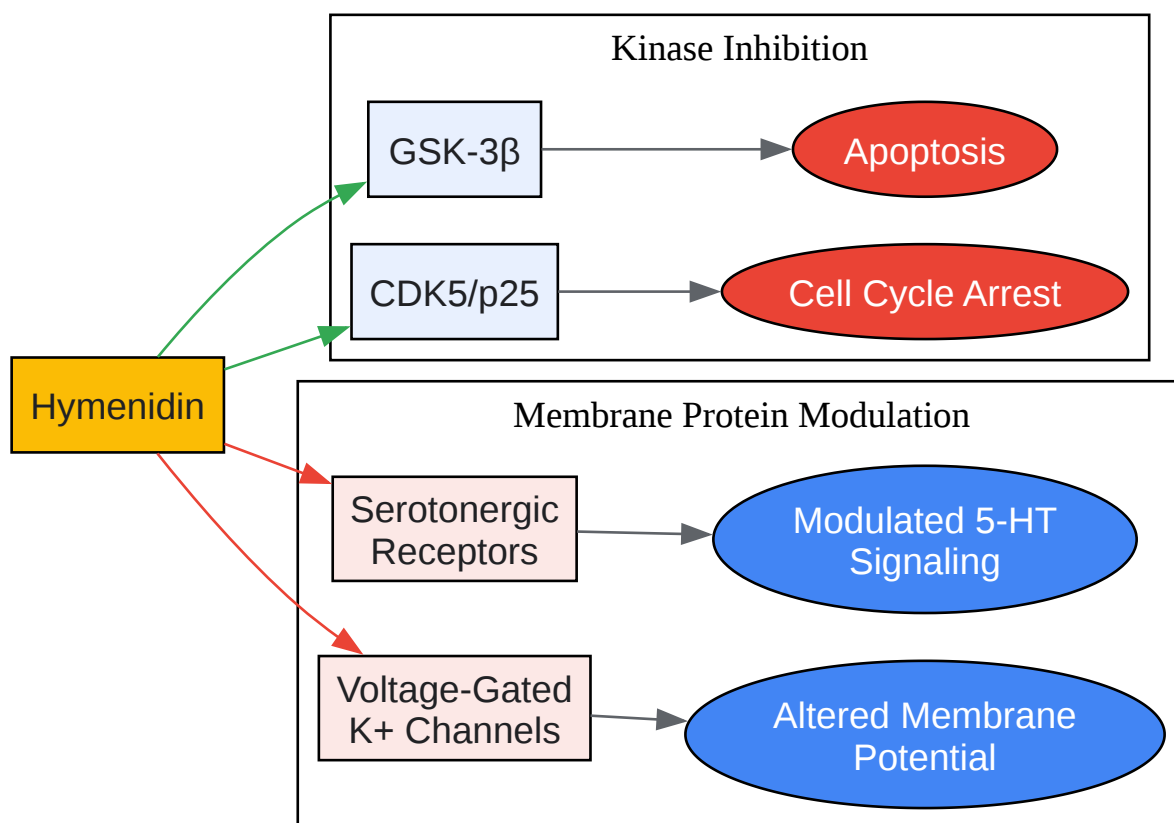 Kinase Inhibition
GSK-3β
Apoptosis
CDK5/p25
Cell Cycle Arrest
Hymenidin
Membrane Protein Modulation
Serotonergic
Receptors
Modulated 5-HT
Signaling
Voltage-Gated
K+ Channels
Altered Membrane
Potential